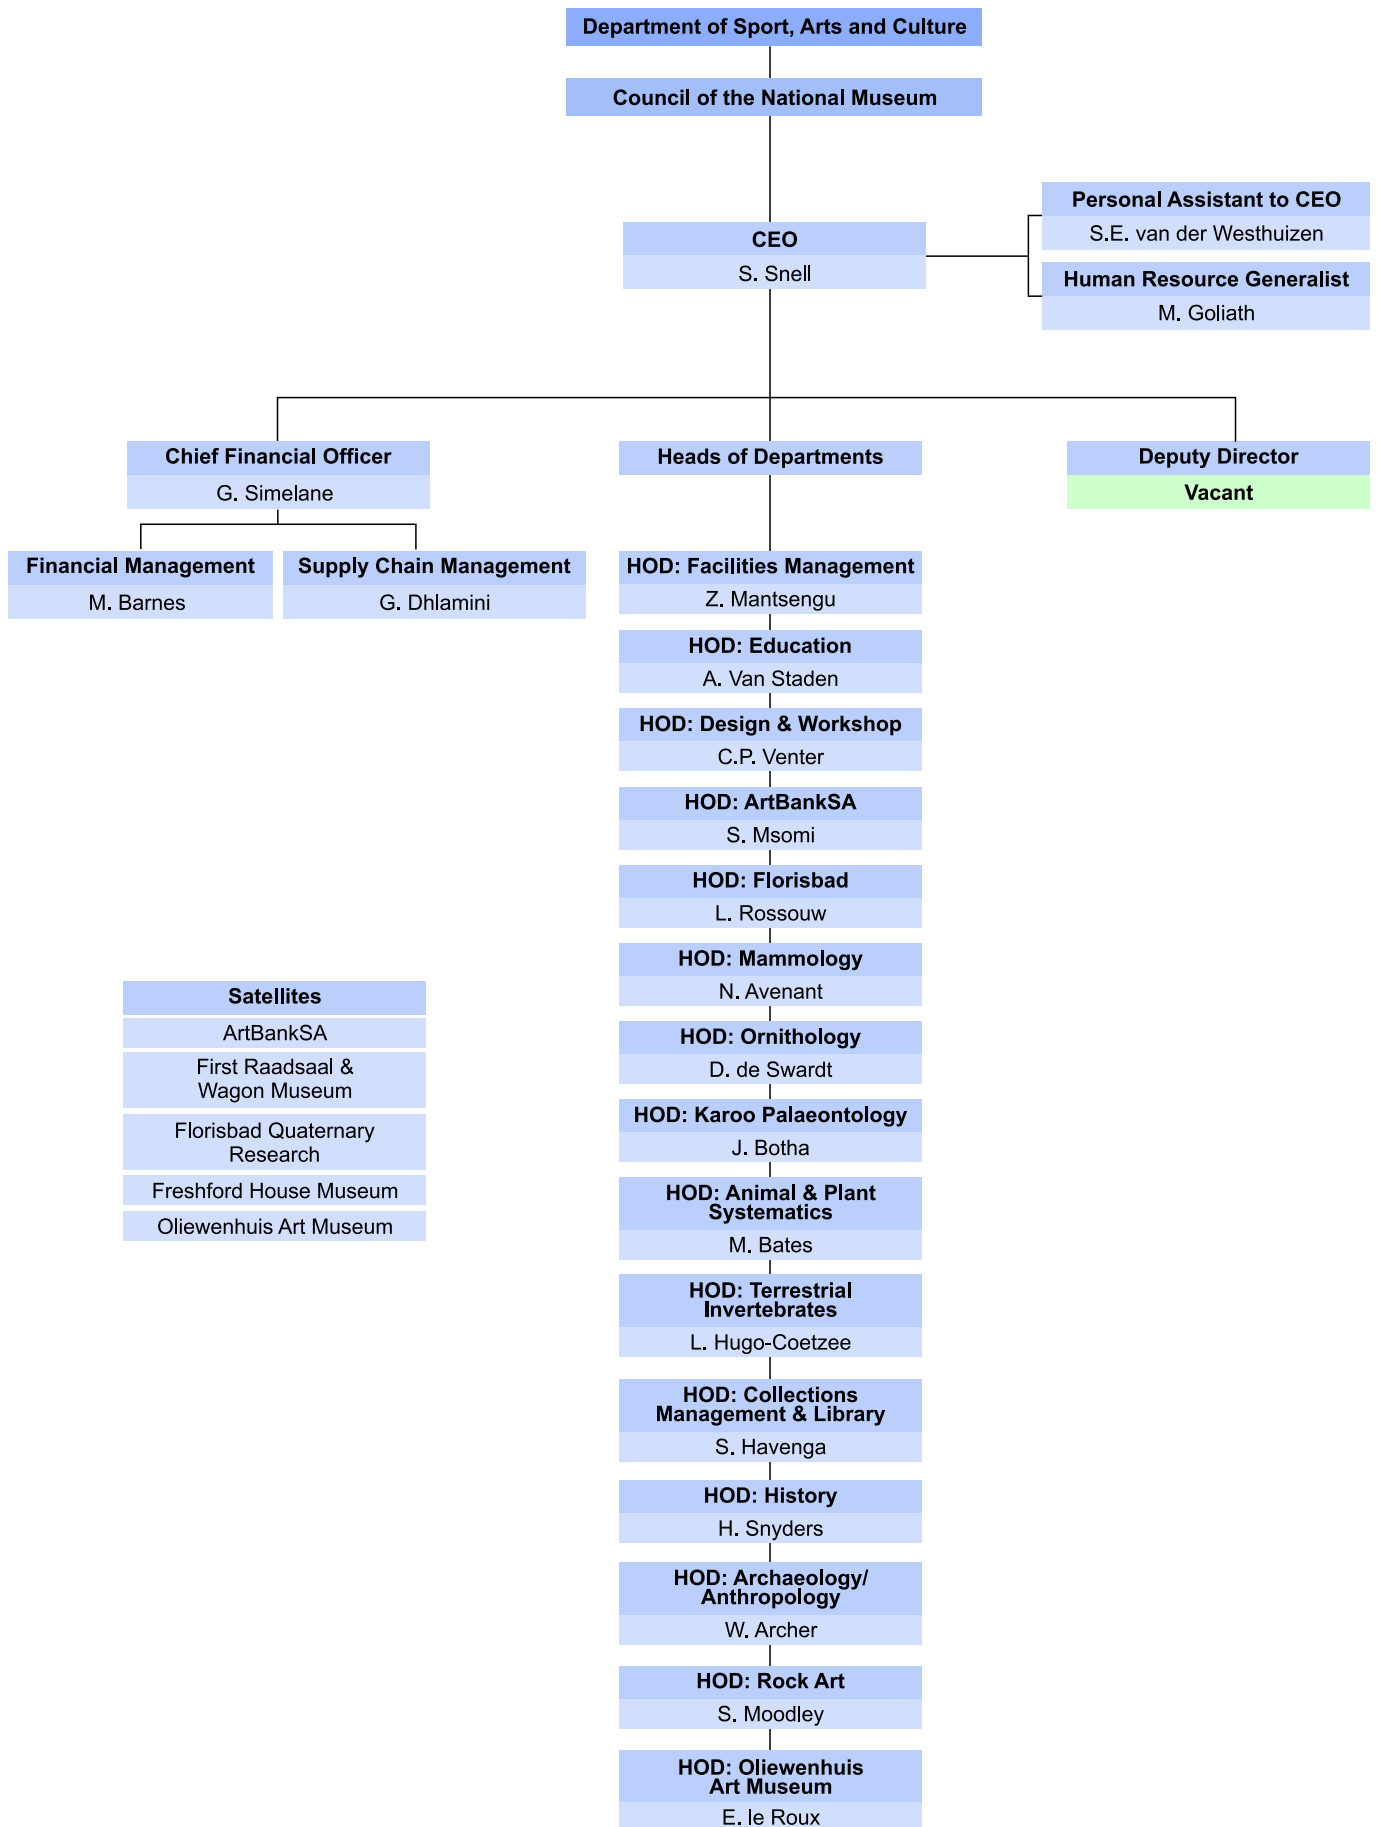 Department of Sport, Arts and Culture
Council of the National Museum
CEO
S. Snell
Personal Assistant to CEO
S.E. van der Westhuizen
Human Resource Generalist
M. Goliath
Chief Financial Officer
G. Simelane
Financial Management
M. Barnes
Supply Chain Management
G. Dhlamini
Heads of Departments
Deputy Director
Vacant
HOD: Facilities Management
Z. Mantsengu
HOD: Education
A. Van Staden
HOD: Design & Workshop
C.P. Venter
HOD: ArtBankSA
S. Msomi
HOD: Florisbad
L. Rossouw
HOD: Mammology
N. Avenant
HOD: Ornithology
D. de Swardt
HOD: Karoo Palaeontology
J. Botha
HOD: Animal & Plant
Systematics
M. Bates
HOD: Terrestrial
Invertebrates
L. Hugo-Coetzee
HOD: Collections
Management & Library
S. Havenga
HOD: History
H. Snyders
HOD: Archaeology/
Anthropology
W. Archer
HOD: Rock Art
S. Moodley
HOD: Oliewenhuis
Art Museum
E. le Roux
Satellites
ArtBankSA
First Raadsaal &
Wagon Museum
Florisbad Quaternary
Research
Freshford House Museum
Oliewenhuis Art Museum